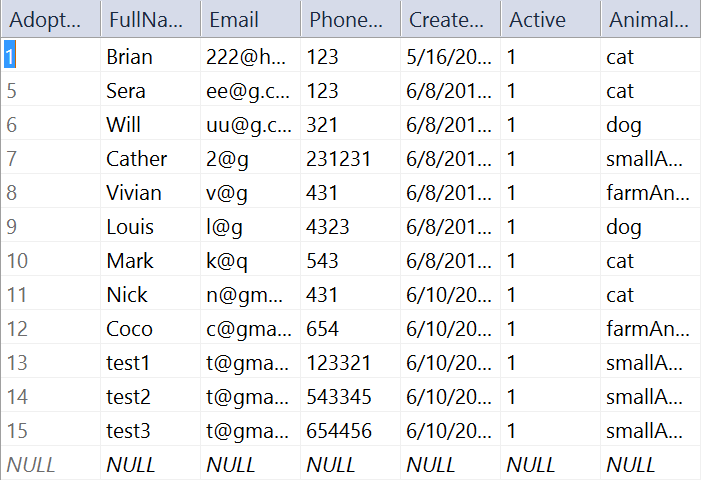 Adopt... FullNa... Email Phone... Create... Active Animal...
1 Brian 222@h... 123 5/16/20... 1 cat
5 Sera ee@g.c... 123 6/8/201... 1 cat
6 Will uu@g.c... 321 6/8/201... 1 dog
7 Cather 2@g 231231 6/8/201... 1 smallA...
8 Vivian v@g 431 6/8/201... 1 farmAn...
9 Louis l@g 4323 6/8/201... 1 dog
10 Mark k@q 543 6/8/201... 1 cat
11 Nick n@gm... 431 6/10/20... 1 cat
12 Coco c@gma... 654 6/10/20... 1 farmAn...
13 test1 t@gma... 123321 6/10/20... 1 smallA...
14 test2 t@gma... 543345 6/10/20... 1 smallA...
15 test3 t@gma... 654456 6/10/20... 1 smallA...
NULL NULL NULL NULL NULL NULL NULL